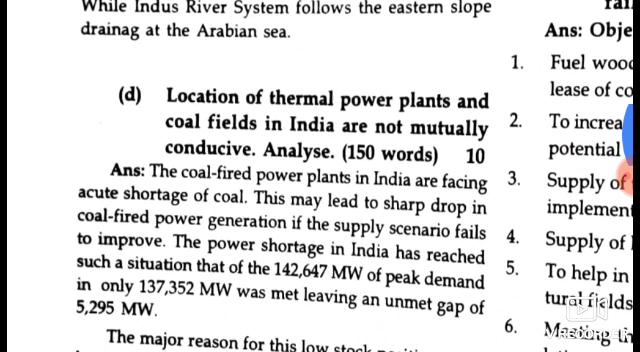 While Indus River System follows the eastern slope
drainag at the Arabian sea.
(d) Location of thermal power plants and
coal fields in India are not mutually
conducive. Analyse. (150 words) 10
Ans: The coal-fired power plants in India are facing
acute shortage of coal. This may lead to sharp drop in
coal-fired power generation if the supply scenario fails
to improve. The power shortage in India has reached
such a situation that of the 142,647 MW of peak demand
in only 137,352 MW was met leaving an unmet gap of
5,295 MW.
The major reason for this low stock
Ans: Obje
1. Fuel wood
lease of co
2. To increa
potential
3. Supply of
implemen
4. Supply of
5. To help in
tural fields
6. Meeting